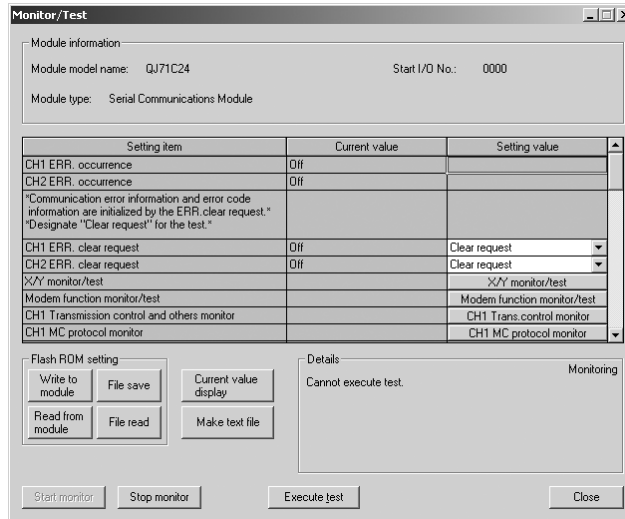 Monitor/Test
Module information
Module model name: QJ71C24 Start I/O No.: 0000
Module type: Serial Communications Module
Setting item Current value Setting value
CH1 ERR. occurrence Off
CH2 ERR. occurrence Off
"Communication error information and error code
information are initialized by the ERR.clear request."
"Designate "Clear request" for the test."
CH1 ERR. clear request Off Clear request
CH2 ERR. clear request Off Clear request
X/Y monitor/test X/Y monitor/test
Modem function monitor/test Modem function monitor/test
CH1 Transmission control and others monitor CH1 Trans.control monitor
CH1 MC protocol monitor CH1 MC protocol monitor
Flash ROM setting
Write to
module
File save
Current value
display
Read from
module
File read
Make text file
Details
Monitoring
Cannot execute test.
Start monitor Stop monitor Execute test Close